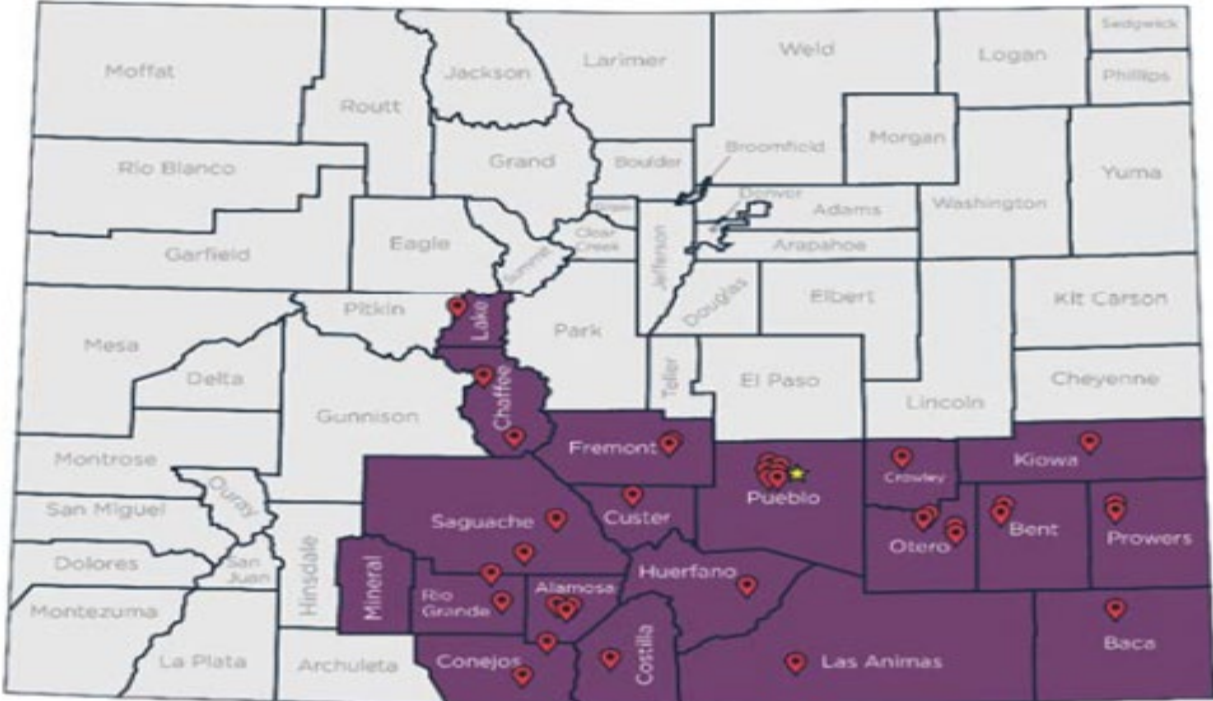 Moffat
Routt
Jackson
Larimer
Weld
Logan
Sedgwick
Phillips
Rio Blanco
Grand
Boulder
Broomfield
Morgan
Washington
Yuma
Garfield
Eagle
Summit
Clear
Creek
Jefferson
Denver
Adams
Arapahoe
Mesa
Pitkin
Lake
Park
Douglas
Elbert
Kit Carson
Delta
Gunnison
Chaffee
Teller
El Paso
Lincoln
Cheyenne
Montrose
Ouray
Fremont
Pueblo
Crowley
Kiowa
San Miguel
Saguache
Custer
Otero
Bent
Prowers
Dolores
San
Juan
Hinsdale
Mineral
Rio
Grande
Alamosa
Huerfano
Montezuma
La Plata
Archuleta
Conejos
Costilla
Las Animas
Baca